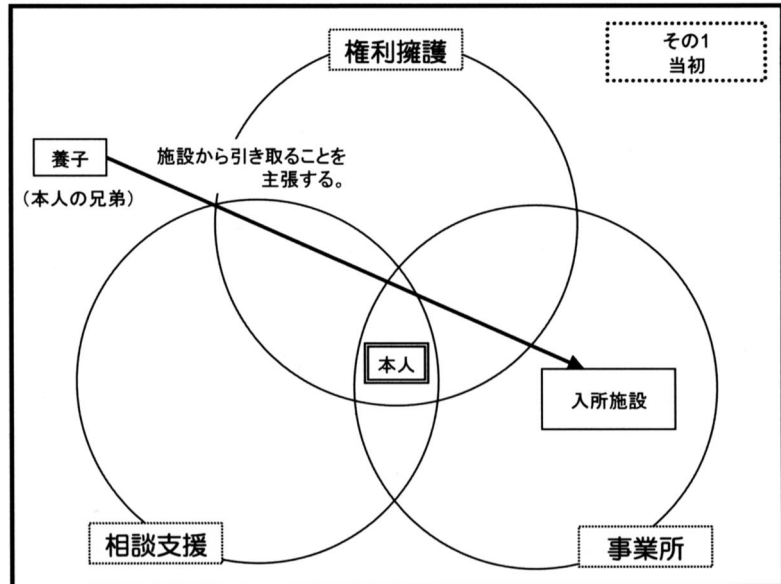 権利擁護
その1
当初
養子
(本人の兄弟)
施設から引き取ることを
主張する。
本人
入所施設
相談支援
事業所